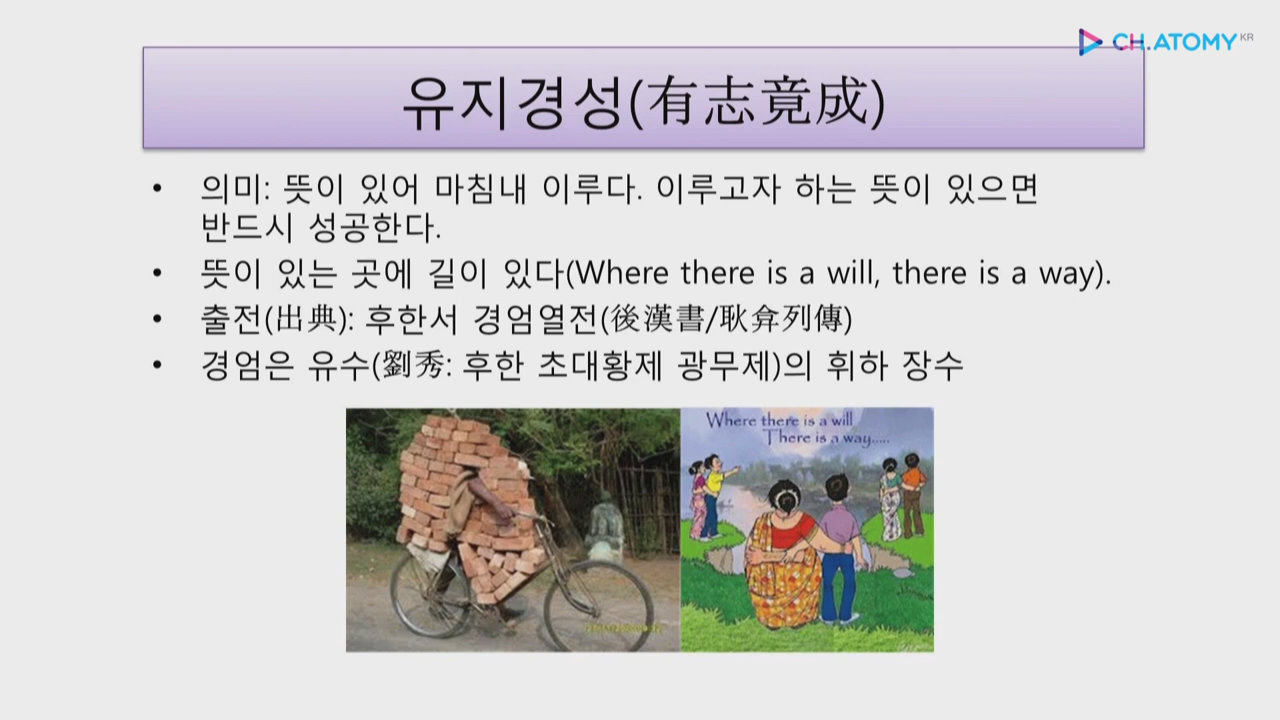 CH.ATOMY KR
유지경성(有志竟成)
• 의미: 뜻이 있어 마침내 이루다. 이루고자 하는 뜻이 있으면
반드시 성공한다.
• 뜻이 있는 곳에 길이 있다(Where there is a will, there is a way).
• 출전(出典): 후한서 경엄열전(後漢書/耿弇列傳)
• 경엄은 유수(劉秀: 후한 초대황제 광무제)의 휘하 장수
Where there is a will
There is a way.....